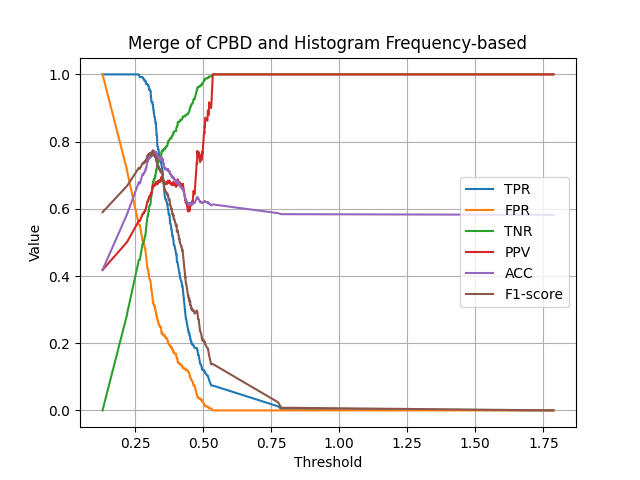 Merge of CPBD and Histogram Frequency-based
Value
1.0
0.8
0.6
0.4
0.2
0.0
0.25
0.50
0.75
1.00
1.25
1.50
1.75
Threshold
TPR
FPR
TNR
PPV
ACC
F1-score